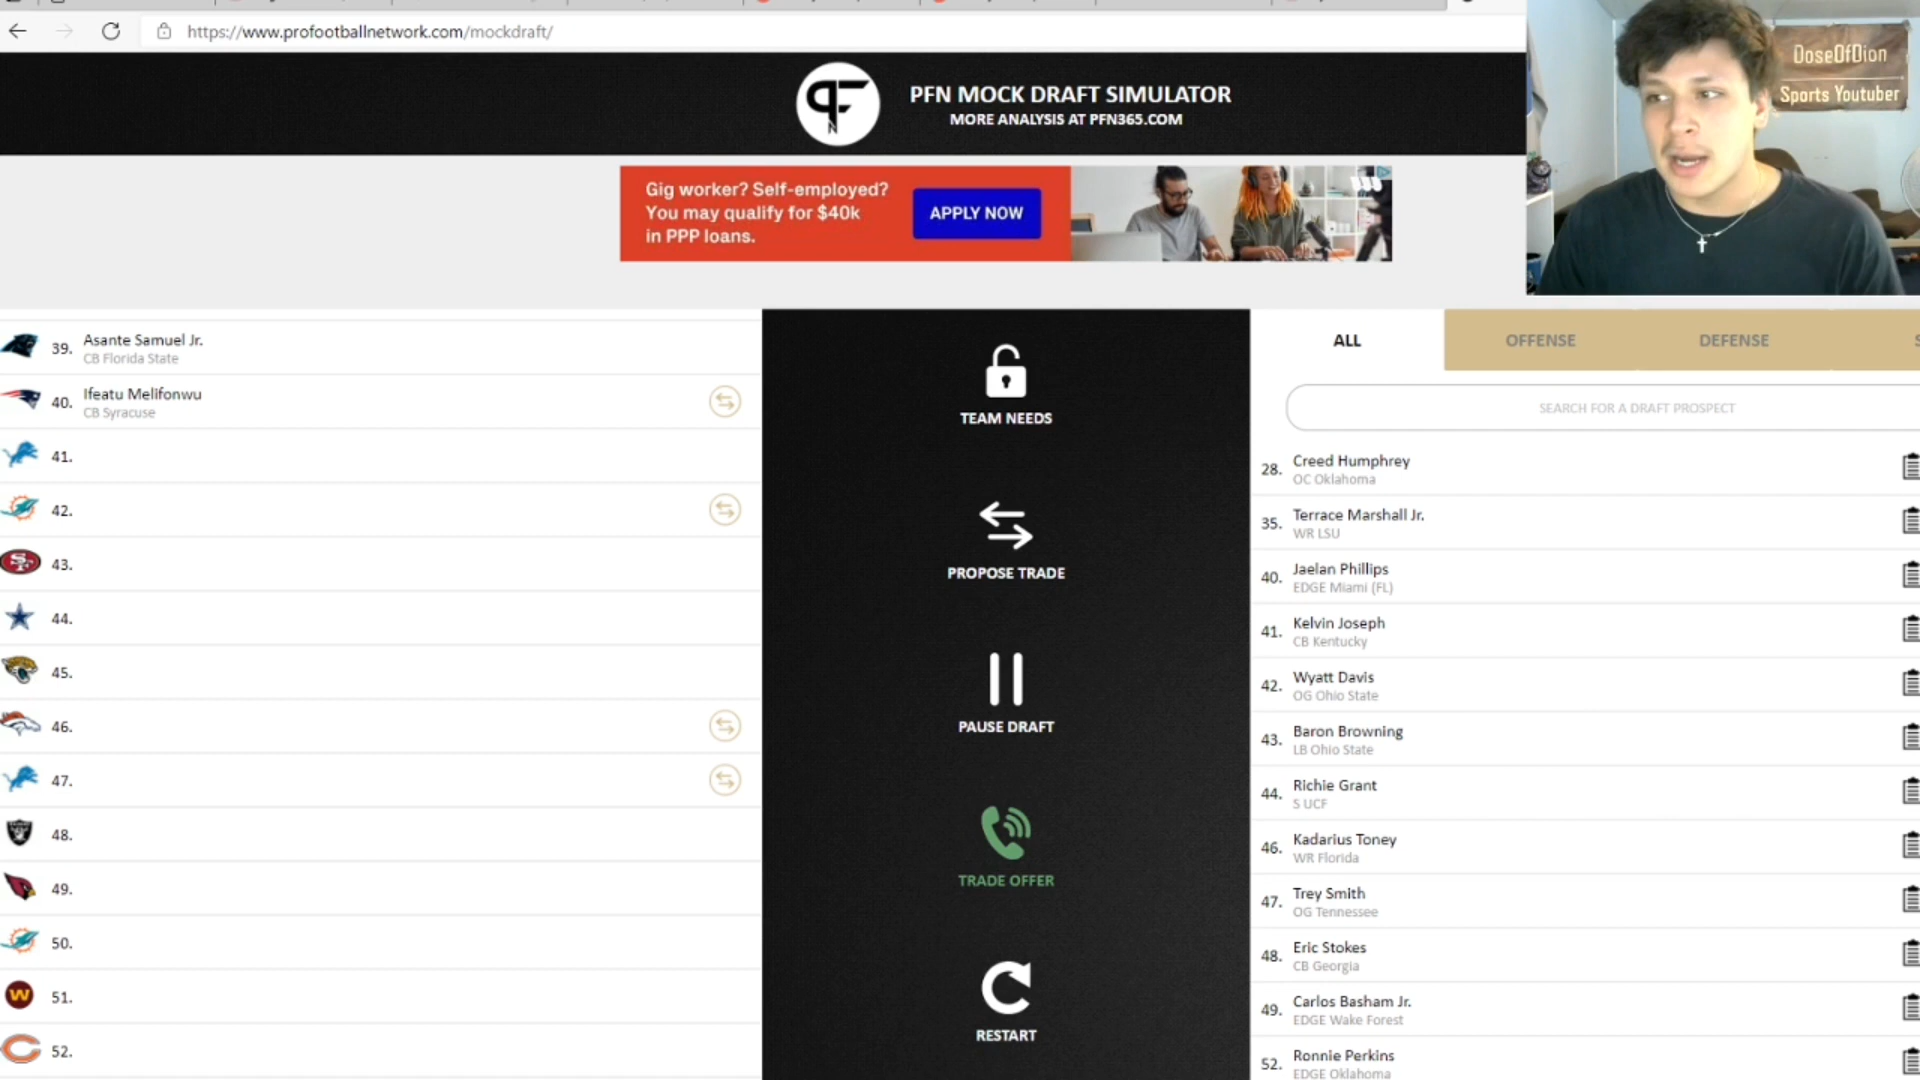 https://www.profootballnetwork.com/mockdraft/
DoseOfDion
Sports Youtuber
PFN
PFN MOCK DRAFT SIMULATOR
MORE ANALYSIS AT PFN365.COM
Gig worker? Self-employed?
You may qualify for $40k
in PPP loans.
APPLY NOW
39. Asante Samuel Jr.
CB Florida State
40. Ifeatu Melifonwu
CB Syracuse
41.
42.
43.
44.
45.
46.
47.
48.
49.
50.
51.
52.
TEAM NEEDS
PROPOSE TRADE
PAUSE DRAFT
TRADE OFFER
RESTART
ALL
OFFENSE
DEFENSE
S
SEARCH FOR A DRAFT PROSPECT
28. Creed Humphrey
OC Oklahoma
35. Terrace Marshall Jr.
WR LSU
40. Jaelan Phillips
EDGE Miami (FL)
41. Kelvin Joseph
CB Kentucky
42. Wyatt Davis
OG Ohio State
43. Baron Browning
LB Ohio State
44. Richie Grant
S UCF
46. Kadarius Toney
WR Florida
47. Trey Smith
OG Tennessee
48. Eric Stokes
CB Georgia
49. Carlos Basham Jr.
EDGE Wake Forest
52. Ronnie Perkins
EDGE Oklahoma